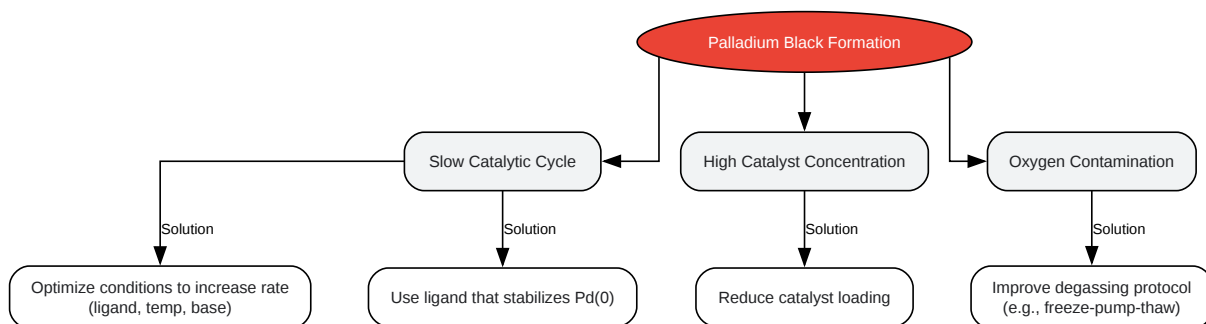 Palladium Black Formation
Slow Catalytic Cycle
High Catalyst Concentration
Oxygen Contamination
Solution
Solution
Solution
Solution
Optimize conditions to increase rate
(ligand, temp, base)
Use ligand that stabilizes Pd(0)
Reduce catalyst loading
Improve degassing protocol
(e.g., freeze-pump-thaw)